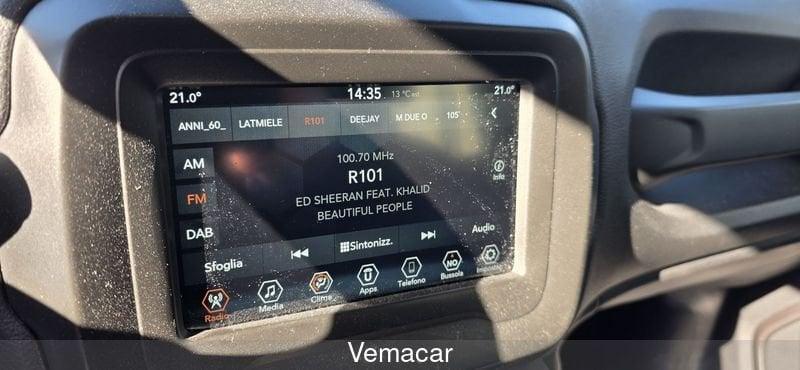 21.0° 14:35 13 °C ed 21.0°
ANNI_60_ LATMIELE R101 DEEJAY M DUE O 105'
AM
100.70 MHz
R101
Info
FM
ED SHEERAN FEAT. KHALID
BEAUTIFUL PEOPLE
DAB
Sfoglia Sintonizz. Audio
Radio Media Clima Apps Telefono NO Bussola Impostaz.
Vemacar